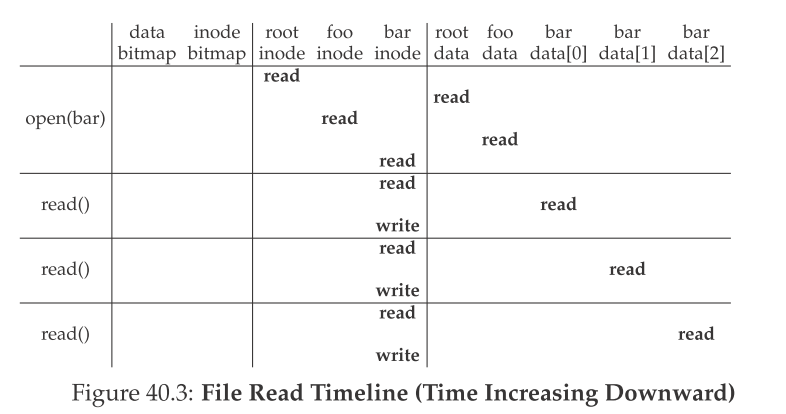 data inode root foo bar root foo bar bar bar
bitmap bitmap inode inode inode data data data[0] data[1] data[2]
read
read
open(bar) read
read
read
read
read() read
write
read
read() read
write
read
read() read
write
Figure 40.3: File Read Timeline (Time Increasing Downward)